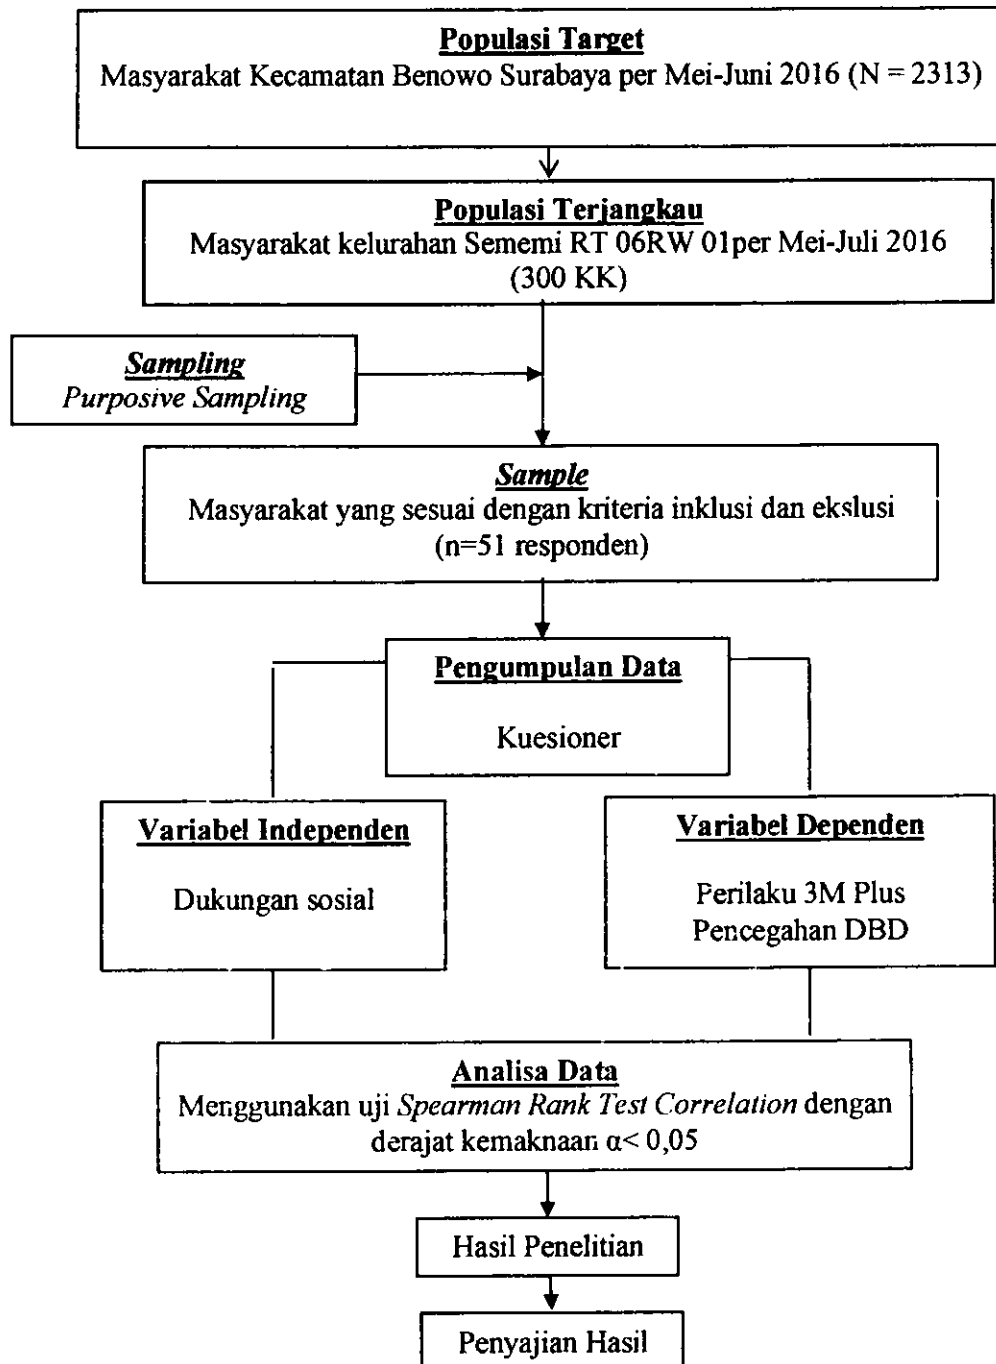 Populasi Target
Masyarakat Kecamatan Benowo Surabaya per Mei-Juni 2016 (N = 2313)
Populasi Terjangkau
Masyarakat kelurahan Sememi RT 06RW 01per Mei-Juli 2016
(300 KK)
Sampling
Purposive Sampling
Sample
Masyarakat yang sesuai dengan kriteria inklusi dan ekslusi
(n=51 responden)
Pengumpulan Data
Kuesioner
Variabel Independen
Dukungan sosial
Variabel Dependen
Perilaku 3M Plus
Pencegahan DBD
Analisa Data
Menggunakan uji Spearman Rank Test Correlation dengan
derajat kemaknaan α< 0,05
Hasil Penelitian
Penyajian Hasil